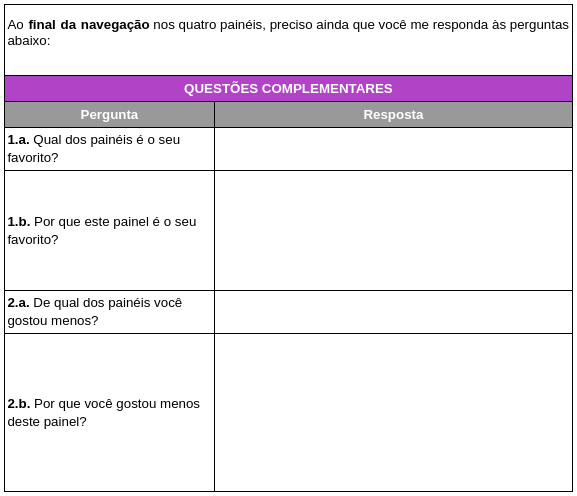 Ao final da navegação nos quatro painéis, preciso ainda que você me responda às perguntas
abaixo:
QUESTÕES COMPLEMENTARES
Pergunta Resposta
1.a. Qual dos painéis é o seu
favorito?
1.b. Por que este painel é o seu
favorito?
2.a. De qual dos painéis você
gostou menos?
2.b. Por que você gostou menos
deste painel?